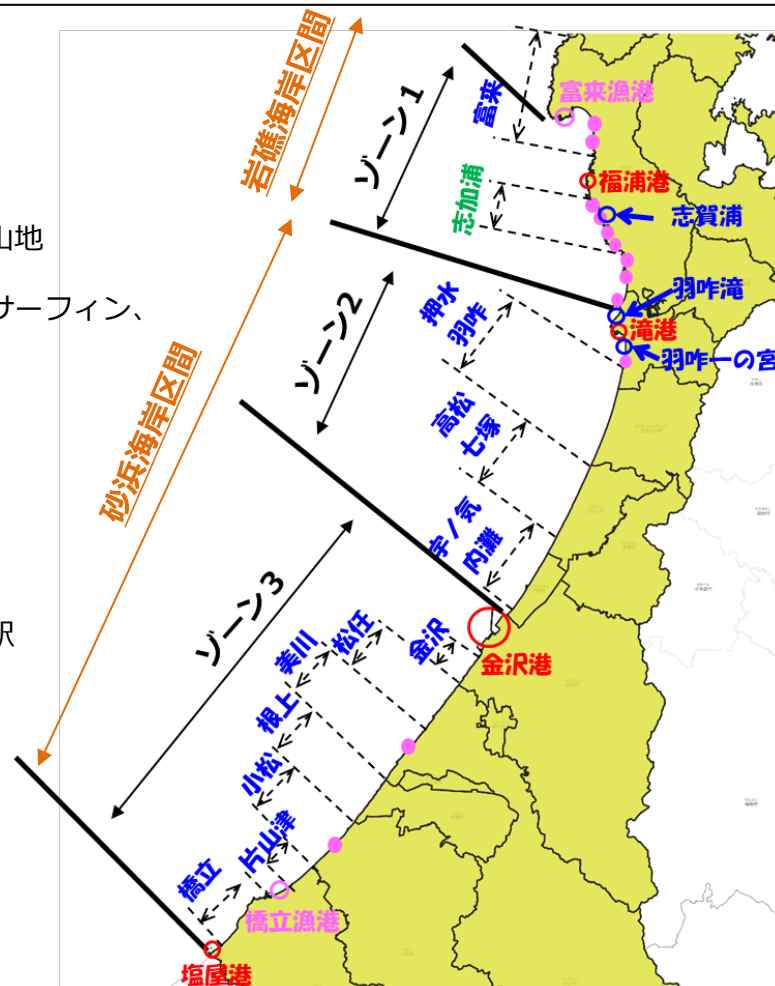 岩礁海岸区間
ゾーン1
富来
富来漁港
志加浦
福浦港
志賀浦
山地
サーフィン、
砂浜海岸区間
ゾーン2
押水
羽咋
羽咋滝
滝港
羽咋一の宮
高松
七塚
宇ノ気
内灘
ゾーン3
金沢
金沢港
松任
美川
根上
小松
片山津
橋立
橋立漁港
塩屋港
駅